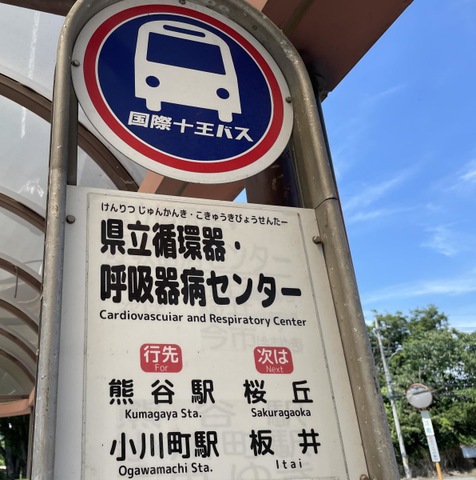 国際十王バス
けんりつ じゅんかんき・こきゅうきびょうせんたー
県立循環器・
呼吸器病センター
Cardiovascuiar and Respiratory Center
行先 次は
For Next
熊谷駅 桜丘
Kumagaya Sta. Sakuragaoka
小川町駅 板井
Ogawamachi Sta. Itai